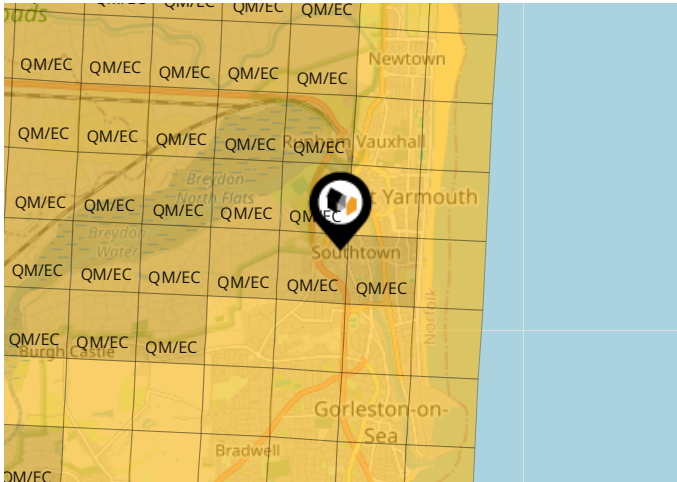 QM/EC QM/EC QM/EC QM/EC
oads
Newtown
QM/EC QM/EC QM/EC QM/EC QM/EC
QM/EC QM/EC QM/EC QM/EC QM/EC
Vauxhall
Breydon
North Flats
Yarmouth
QM/EC QM/EC QM/EC QM/EC QM/EC
Breydon
Water
Southtown
QM/EC QM/EC QM/EC QM/EC QM/EC QM/EC
Norfolk
QM/EC QM/EC QM/EC
Burgh Castle
Gorleston-on-
Sea
Bradwell
QM/EC